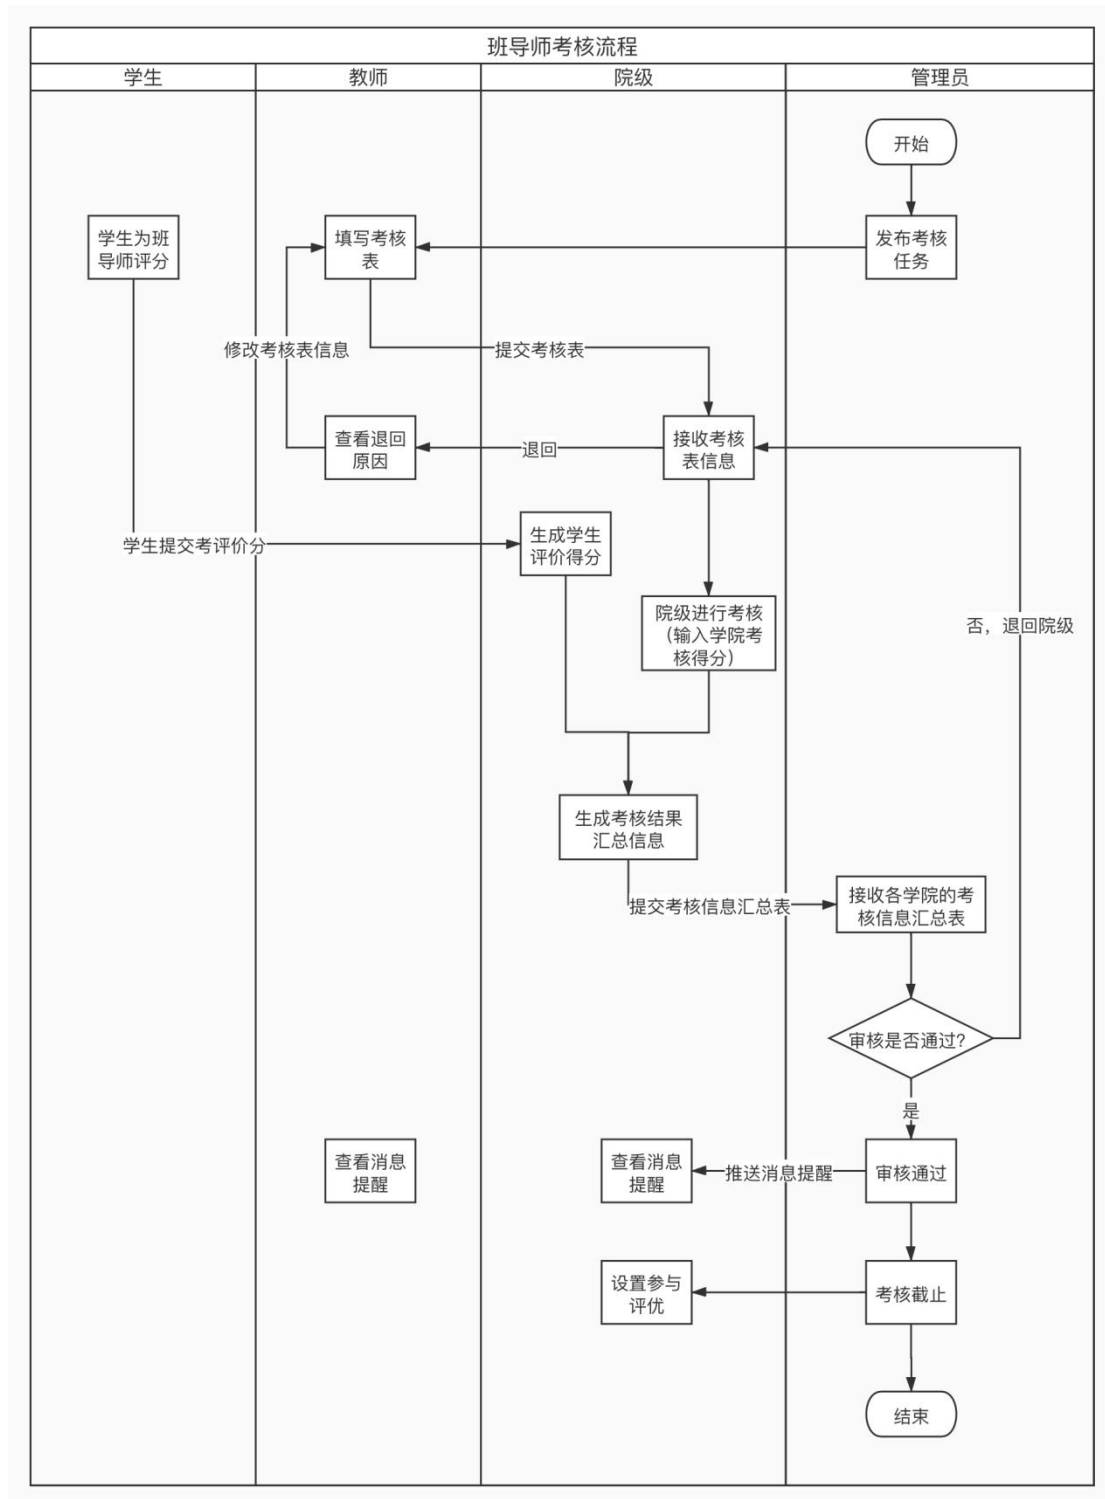 班导师考核流程
学生
教师
院级
管理员
开始
学生为班
导师评分
填写考核
表
发布考核
任务
修改考核表信息
提交考核表
查看退回
原因
退回
接收考核
表信息
学生提交考评价分
生成学生
评价得分
院级进行考核
（输入学院考
核得分）
否，退回院级
生成考核结果
汇总信息
提交考核信息汇总表
接收各学院的考
核信息汇总表
审核是否通过?
是
查看消息
提醒
查看消息
提醒
推送消息提醒
审核通过
设置参与
评优
考核截止
结束